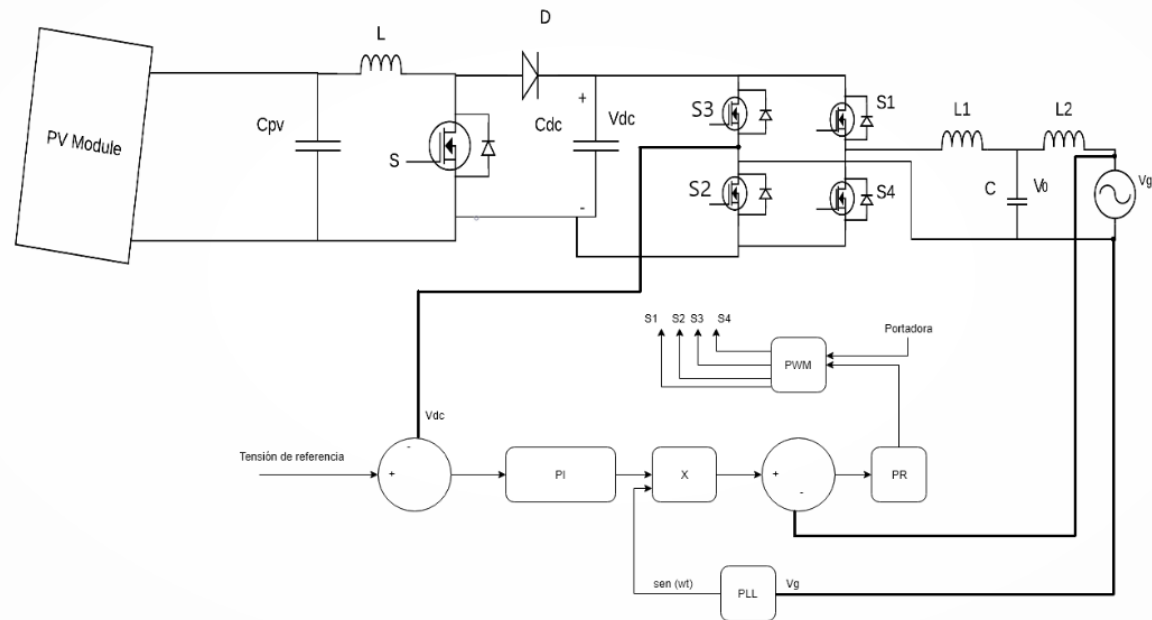 D
L
PV Module
Cpv
S
Cdc
+
Vdc
-
S3
S1
S2
S4
L1
L2
C
V0
Vg
S1
S2
S3
S4
Portadora
PWM
Vdc
-
Tensión de referencia
+
PI
X
+
-
PR
sen (wt)
PLL
Vg